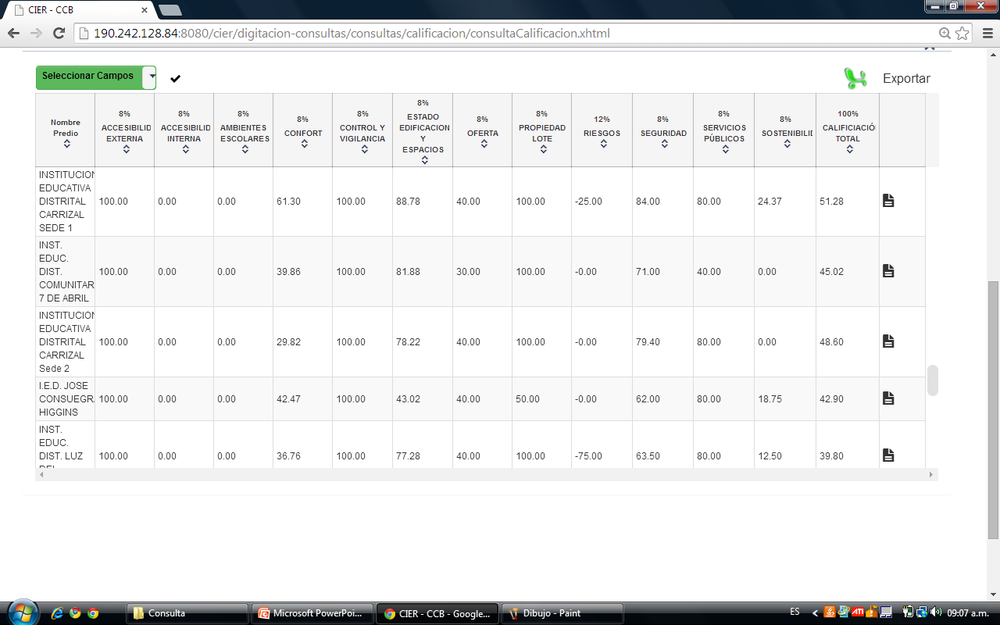 CIER - CCB
190.242.128.84:8080/cier/digitacion-consultas/consultas/calificacion/consultaCalificacion.xhtml
Seleccionar Campos
Exportar
Nombre Predio
8% ACCESIBILID EXTERNA
8% ACCESIBILID INTERNA
8% AMBIENTES ESCOLARES
8% CONFORT
8% CONTROL Y VIGILANCIA
8% ESTADO EDIFICACION Y ESPACIOS
8% OFERTA
8% PROPIEDAD LOTE
12% RIESGOS
8% SEGURIDAD
8% SERVICIOS PÚBLICOS
8% SOSTENIBILID
100% CALIFICIACIÓ TOTAL
INSTITUCION EDUCATIVA DISTRITAL CARRIZAL SEDE 1
100.00 0.00 0.00 61.30 100.00 88.78 40.00 100.00 -25.00 84.00 80.00 24.37 51.28
INST. EDUC. DIST. COMUNITAR 7 DE ABRIL
100.00 0.00 0.00 39.86 100.00 81.88 30.00 100.00 -0.00 71.00 40.00 0.00 45.02
INSTITUCION EDUCATIVA DISTRITAL CARRIZAL Sede 2
100.00 0.00 0.00 29.82 100.00 78.22 40.00 100.00 -0.00 79.40 80.00 0.00 48.60
I.E.D. JOSE CONSUEGRA HIGGINS
100.00 0.00 0.00 42.47 100.00 43.02 40.00 50.00 -0.00 62.00 80.00 18.75 42.90
INST. EDUC. DIST. LUZ
100.00 0.00 0.00 36.76 100.00 77.28 40.00 100.00 -75.00 63.50 80.00 12.50 39.80
Consulta
Microsoft PowerPoi...
CIER - CCB - Google...
Dibujo - Paint
ES
09:07 a.m.